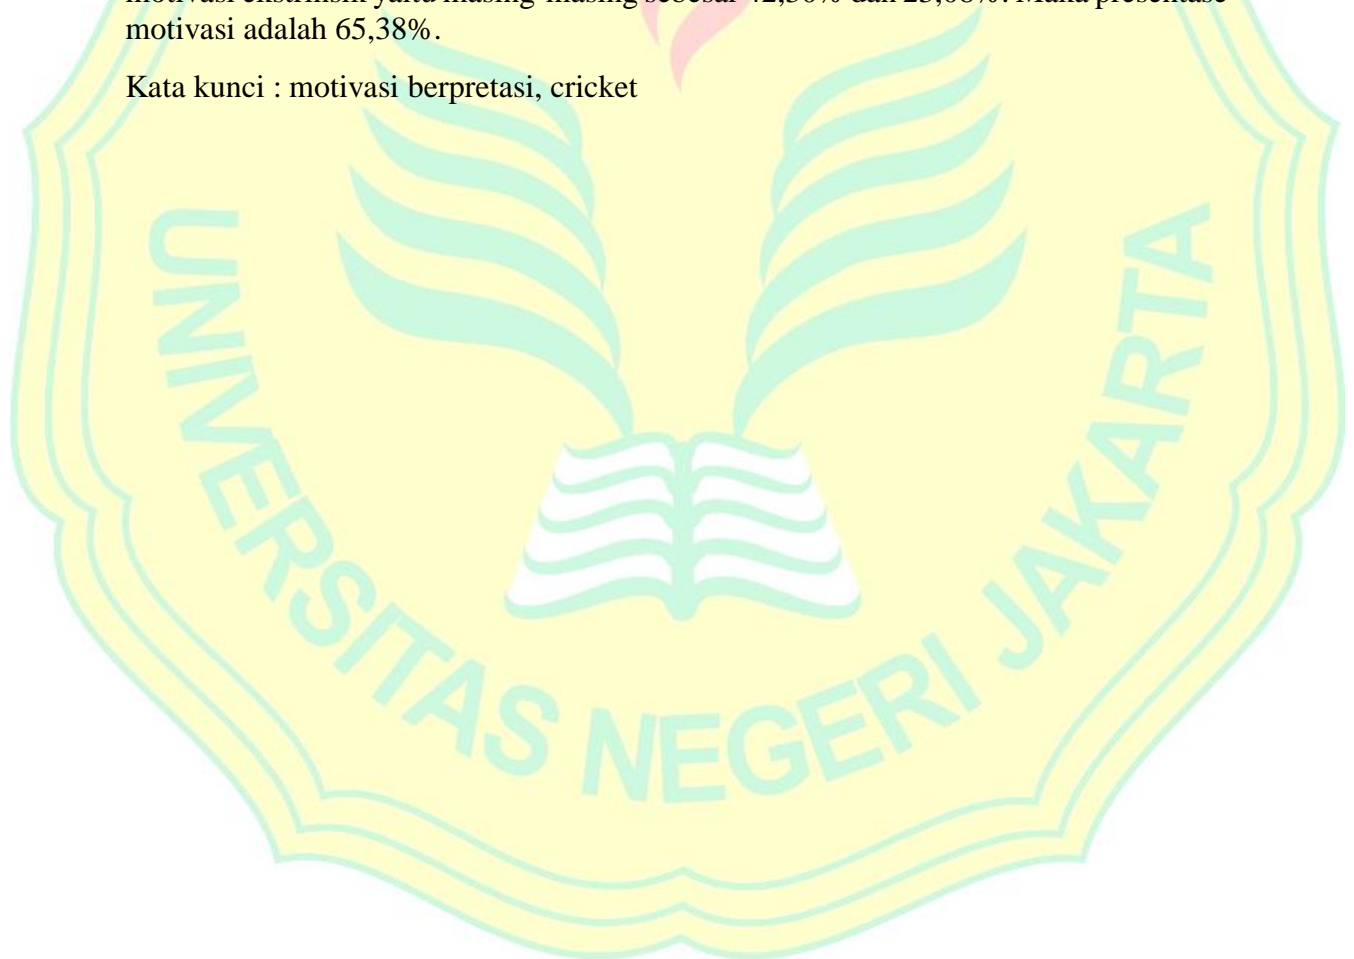 motivasi ekstrinsik yaitu masing-masing sebesar 42,30% dan 23,08%. Maka presentase
motivasi adalah 65,38%.
Kata kunci : motivasi berpretasi, cricket
UNIVERSITAS NEGERI JAKARTA